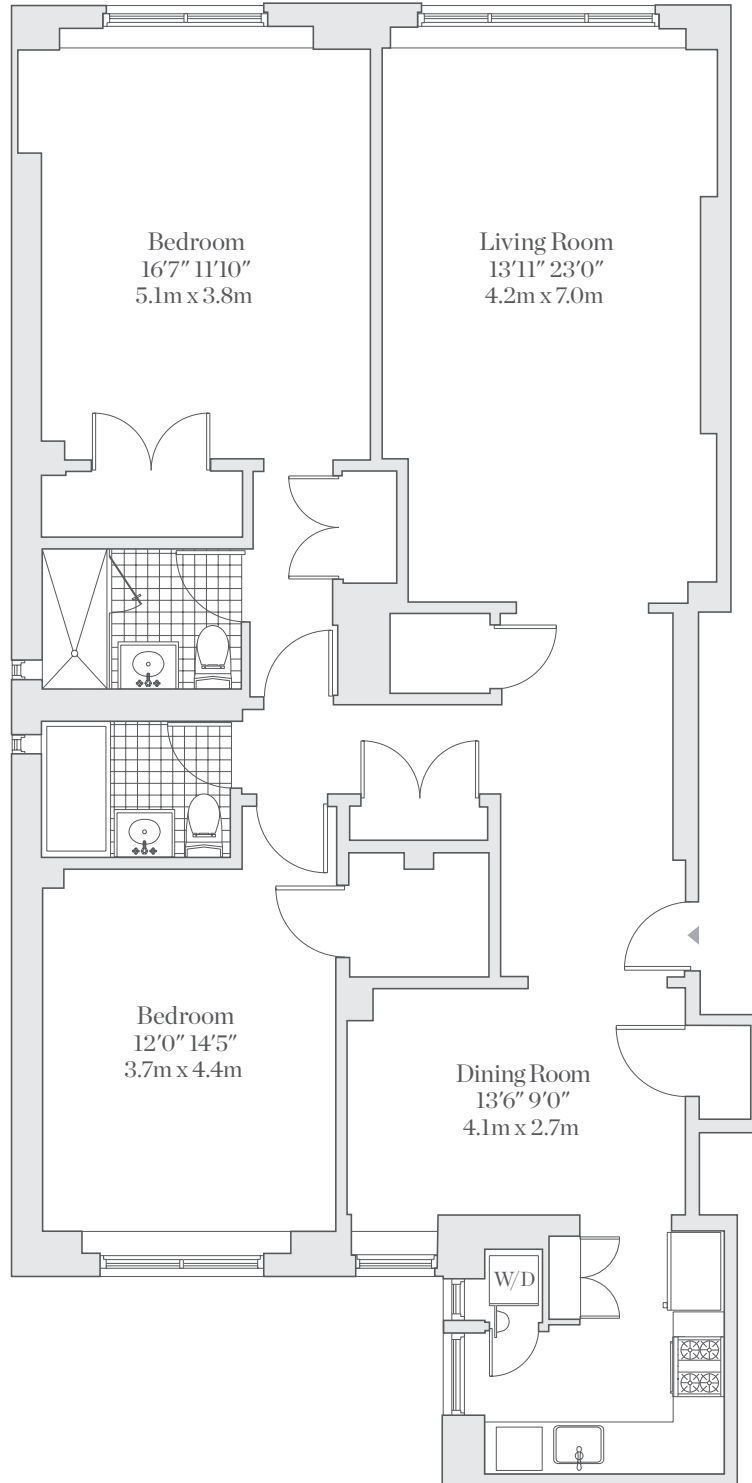 Bedroom
16'7" 11'10"
5.1m x 3.8m
Living Room
13'11" 23'0"
4.2m x 7.0m
Bedroom
12'0" 14'5"
3.7m x 4.4m
Dining Room
13'6" 9'0"
4.1m x 2.7m
W/D